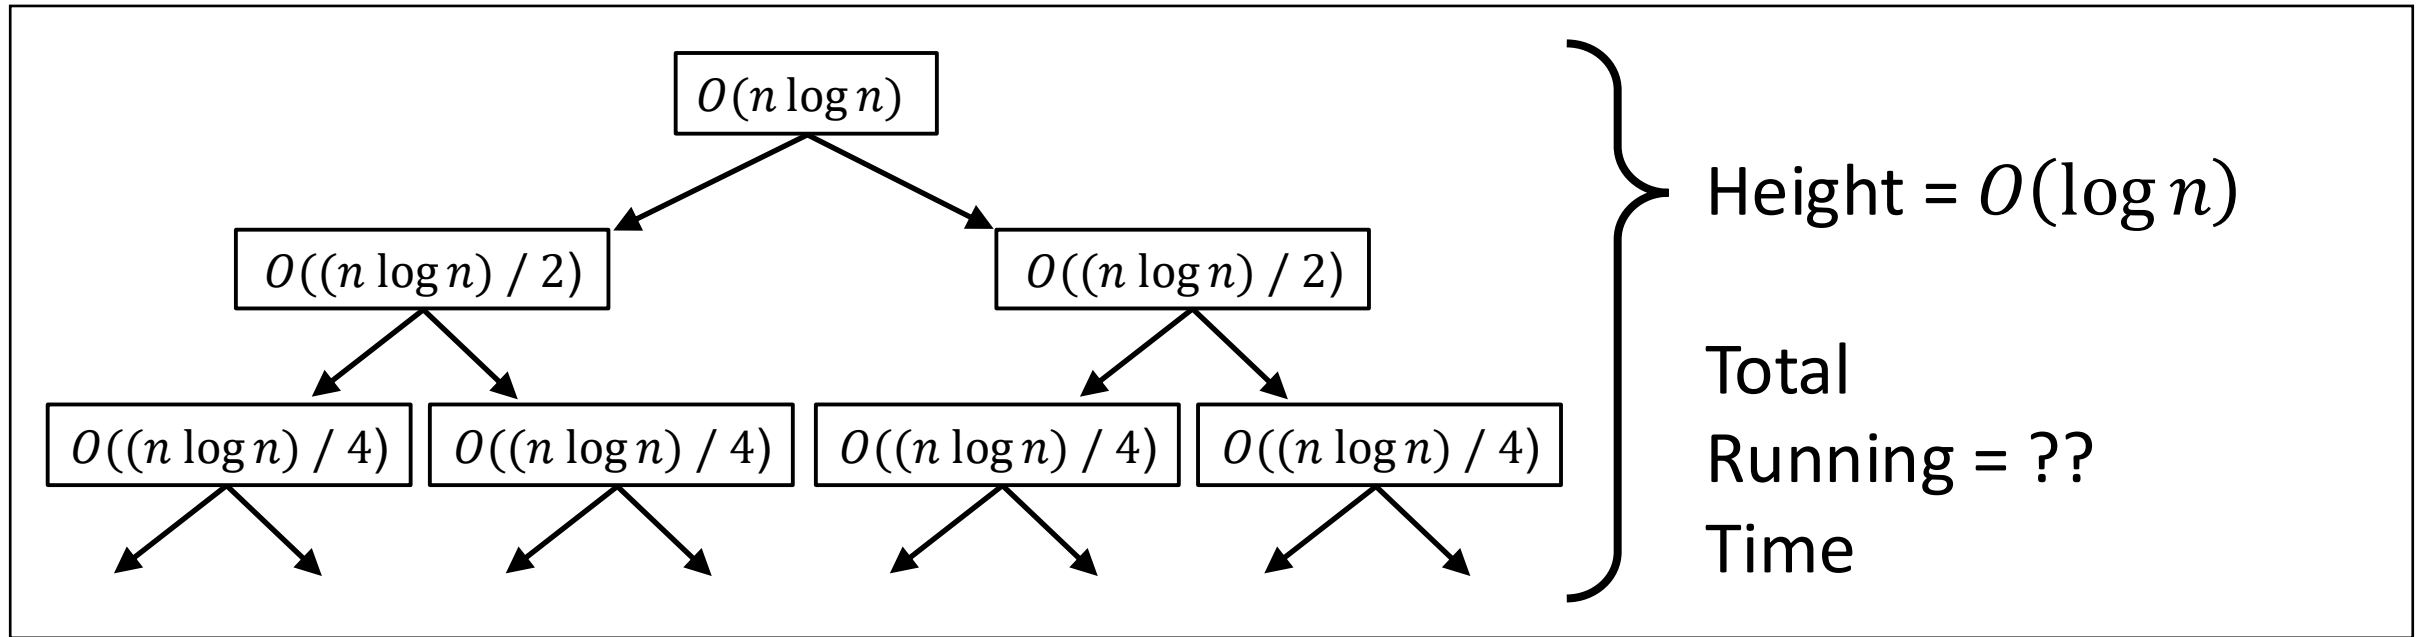 O(n log n)
O((n log n) / 2)
O((n log n) / 2)
O((n log n) / 4)
O((n log n) / 4)
O((n log n) / 4)
O((n log n) / 4)
Height = O(log n)
Total
Running = ??
Time